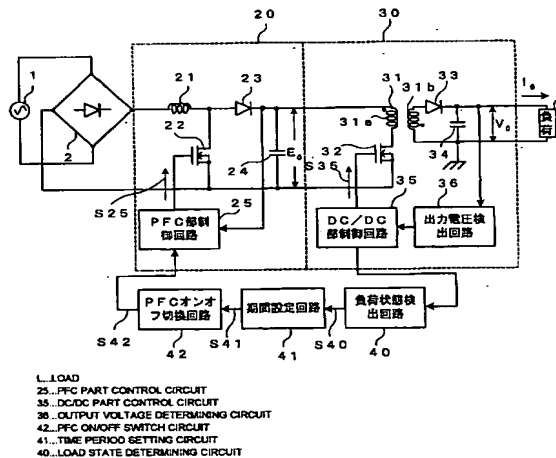 20
30
1
2
21
23
22
24
E₀
S25
25
PFC部制
御回路
31
31a
31b
33
I₀
負荷
V₀
34
32
S35
35
DC/DC
部制御回路
36
出力電圧検
出回路
PFCオンオ
フ切換回路
期間設定回路
負荷状態検
出回路
S42
42
S41
41
S40
40
L...LOAD
25...PFC PART CONTROL CIRCUIT
35...DC/DC PART CONTROL CIRCUIT
36...OUTPUT VOLTAGE DETERMINING CIRCUIT
42...PFC ON/OFF SWITCH CIRCUIT
41...TIME PERIOD SETTING CIRCUIT
40...LOAD STATE DETERMINING CIRCUIT